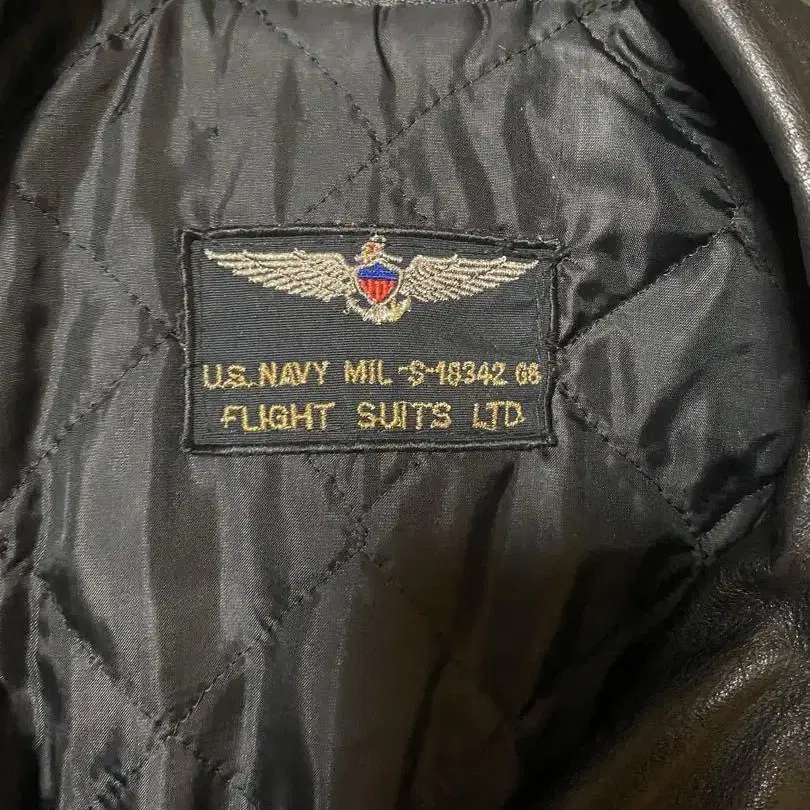 U.S. NAVY MIL-S-18342 G8
FLIGHT SUITS LTD.